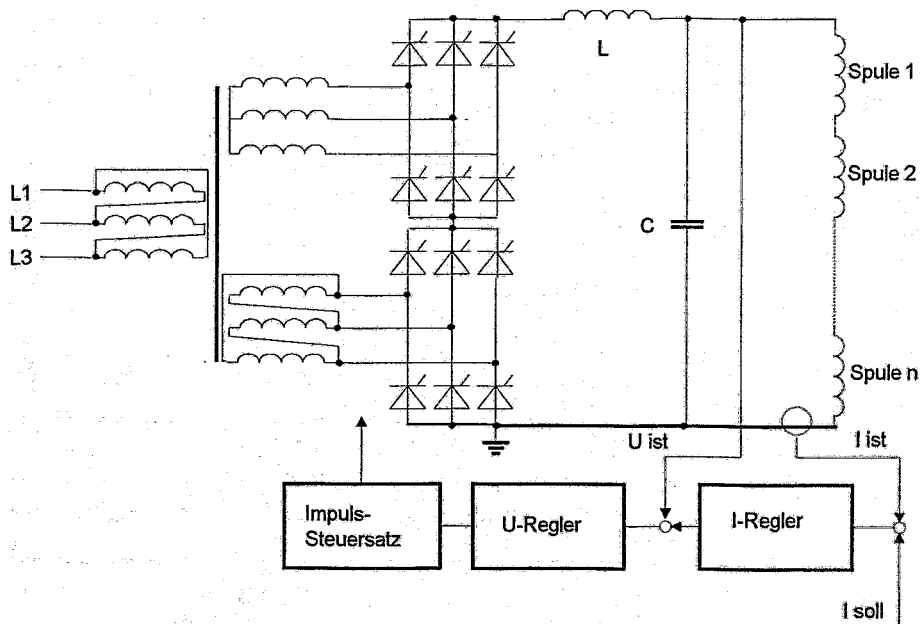 L
Spule 1
Spule 2
L1
L2
L3
C
Spule n
U ist
I ist
Impuls-
Steuersatz
U-Regler
I-Regler
I soll